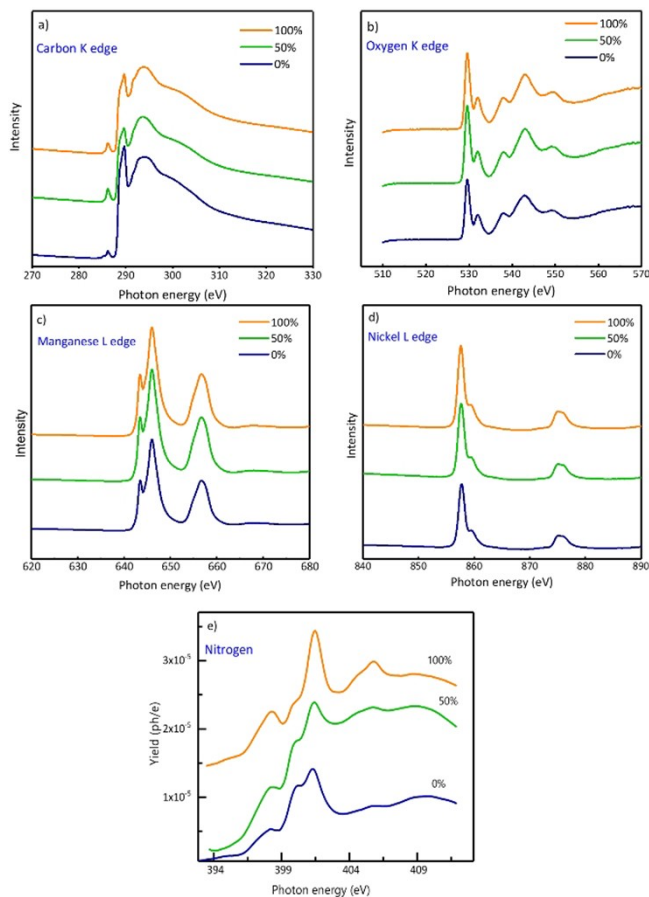 a)
Carbon K edge
100%
50%
0%
Intensity
270 280 290 300 310 320 330
Photon energy (eV)
b)
Oxygen K edge
100%
50%
0%
Intensity
510 520 530 540 550 560 570
Photon energy (eV)
c)
Manganese L edge
100%
50%
0%
Intensity
620 630 640 650 660 670 680
Photon energy (eV)
d)
Nickel L edge
100%
50%
0%
Intensity
840 850 860 870 880 890
Photon energy (eV)
e)
Nitrogen
100%
50%
0%
Yield (ph/e)
3x10⁻⁵
2x10⁻⁵
1x10⁻⁵
394 399 404 409
Photon energy (eV)